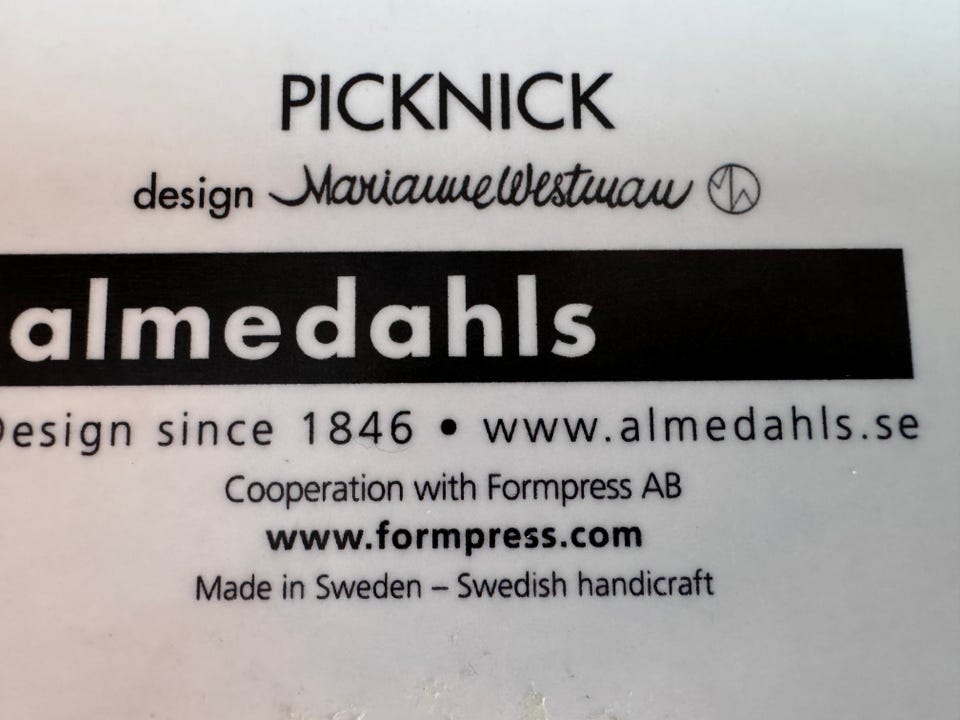 PICKNICK
design Marianne Westman MW
almedahls
Design since 1846 • www.almedahls.se
Cooperation with Formpress AB
www.formpress.com
Made in Sweden – Swedish handicraft